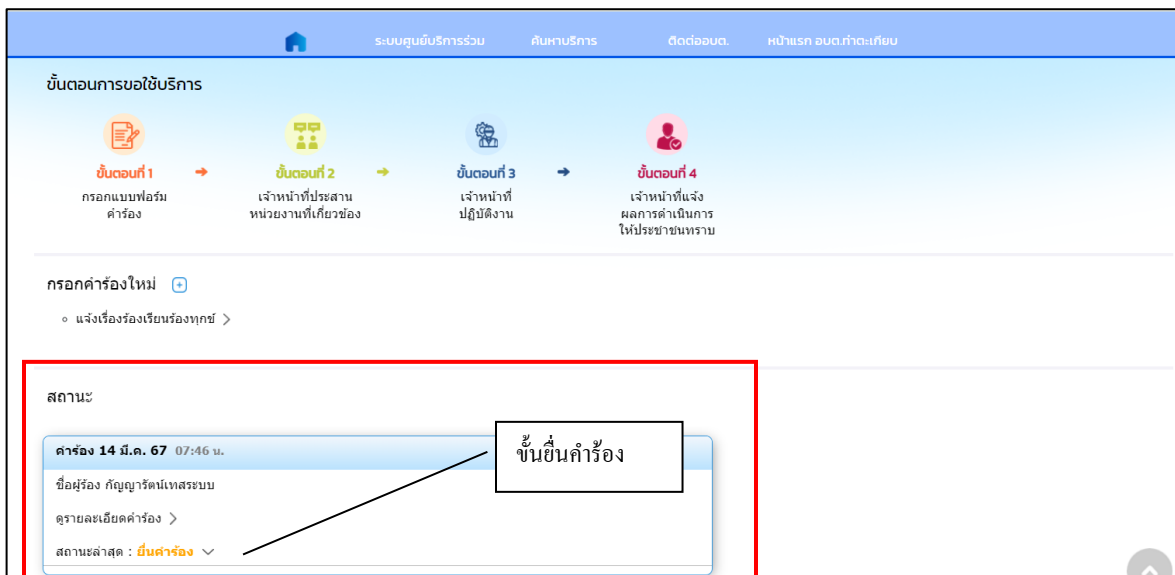 ระบบศูนย์บริการร่วม ค้นหาบริการ ติดต่ออบต. หน้าแรก อบต.ท่าตะเกียบ
ขั้นตอนการขอใช้บริการ
ขั้นตอนที่ 1 ขั้นตอนที่ 2 ขั้นตอนที่ 3 ขั้นตอนที่ 4
กรอกแบบฟอร์ม เจ้าหน้าที่ประสาน เจ้าหน้าที่ เจ้าหน้าที่แจ้ง
คำร้อง หน่วยงานที่เกี่ยวข้อง ปฏิบัติงาน ผลการดำเนินการ
ให้ประชาชนทราบ
กรอกคำร้องใหม่
แจ้งเรื่องร้องเรียนร้องทุกข์
สถานะ
คำร้อง 14 มี.ค. 67 07:46 น.
ขั้นยื่นคำร้อง
ชื่อผู้ร้อง กัญญารัตน์เทสระบบ
ดูรายละเอียดคำร้อง
สถานะล่าสุด : ยื่นคำร้อง